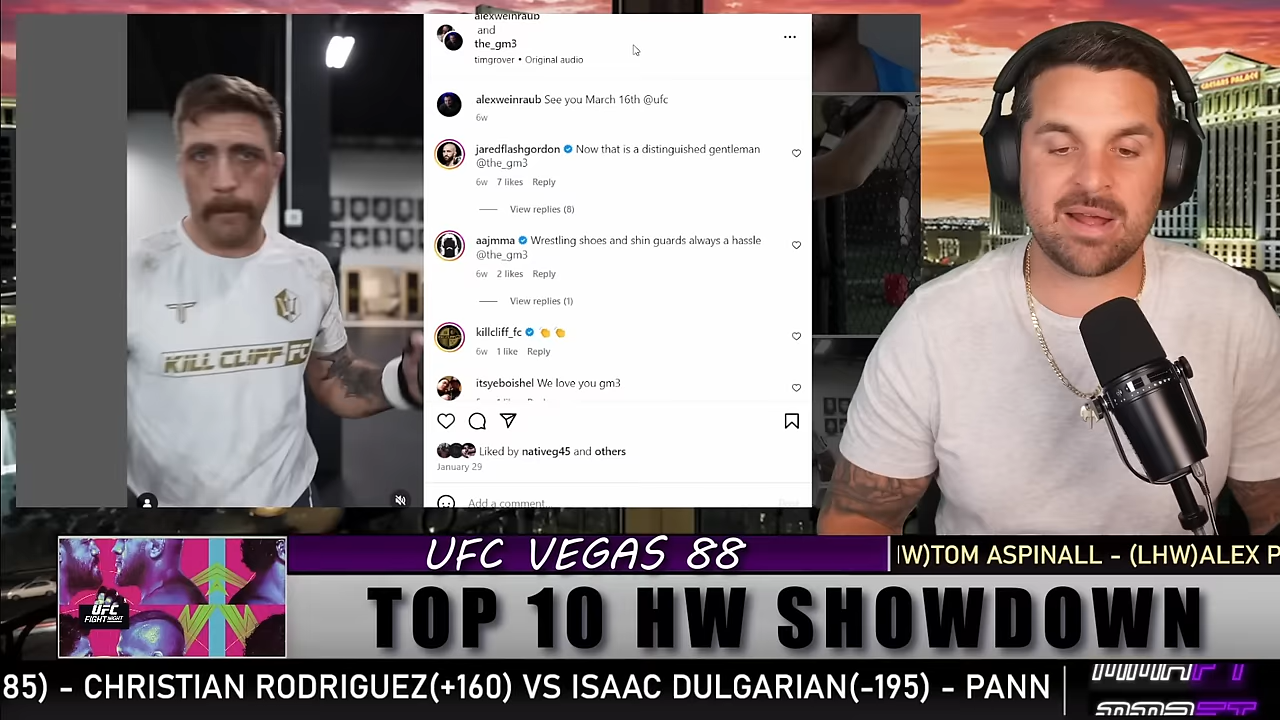 alexweinraub
and
the_gm3
timgrover • Original audio
alexweinraub See you March 16th @ufc
6w
jaredflashgordon Now that is a distinguished gentleman
@the_gm3
6w 7 likes Reply
View replies (8)
aajmma Wrestling shoes and shin guards always a hassle
@the_gm3
6w 2 likes Reply
View replies (1)
killcliff_fc 👏👏
6w 1 like Reply
itsyeboishel We love you gm3
Liked by nativeg45 and others
January 29
Add a comment...
KILL CLIFF FC
CAESARS PALACE
UFC VEGAS 88
W)TOM ASPINALL - (LHW)ALEX P
UFC
FIGHT NIGHT
TOP 10 HW SHOWDOWN
85) - CHRISTIAN RODRIGUEZ(+160) VS ISAAC DULGARIAN(-195) - PANN